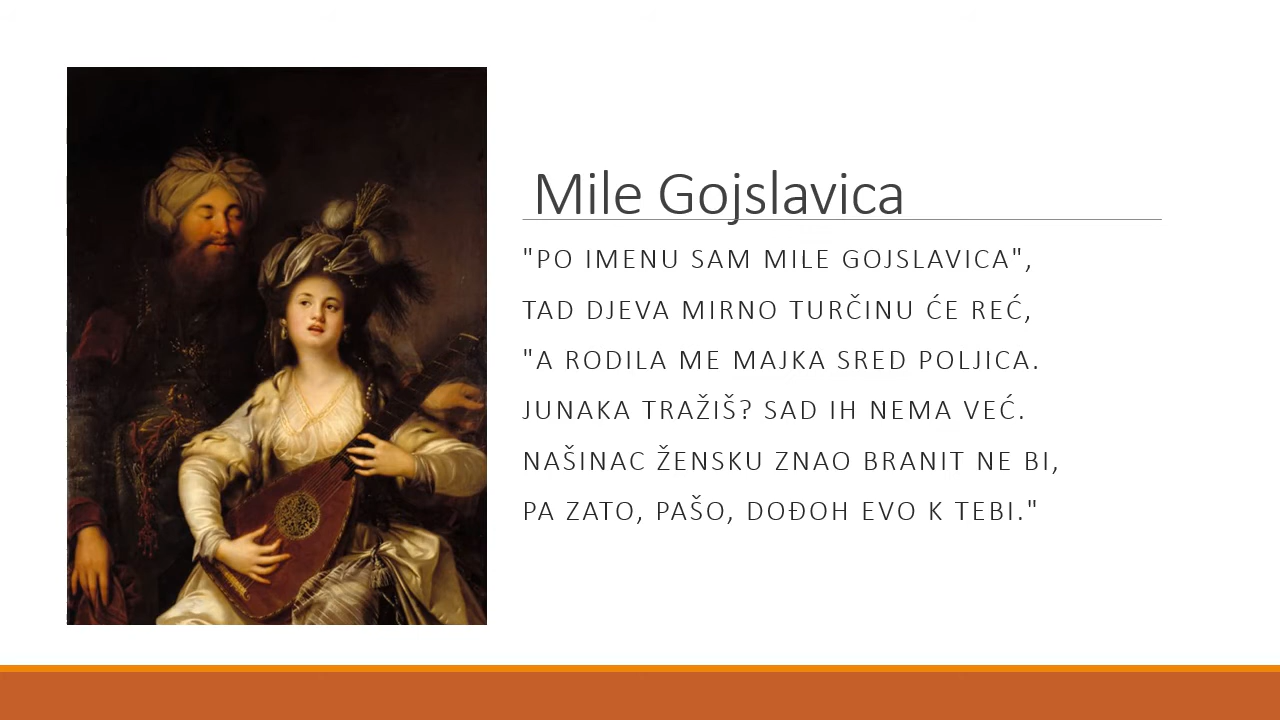 Mile Gojslavica
"PO IMENU SAM MILE GOJSLAVICA",
TAD DJEVA MIRNO TURČINU ĆE REĆ,
"A RODILA ME MAJKA SRED POLJICA.
JUNAKA TRAŽIŠ? SAD IH NEMA VEĆ.
NAŠINAC ŽENSKU ZNAO BRANIT NE BI,
PA ZATO, PAŠO, DOĐOH EVO K TEBI."